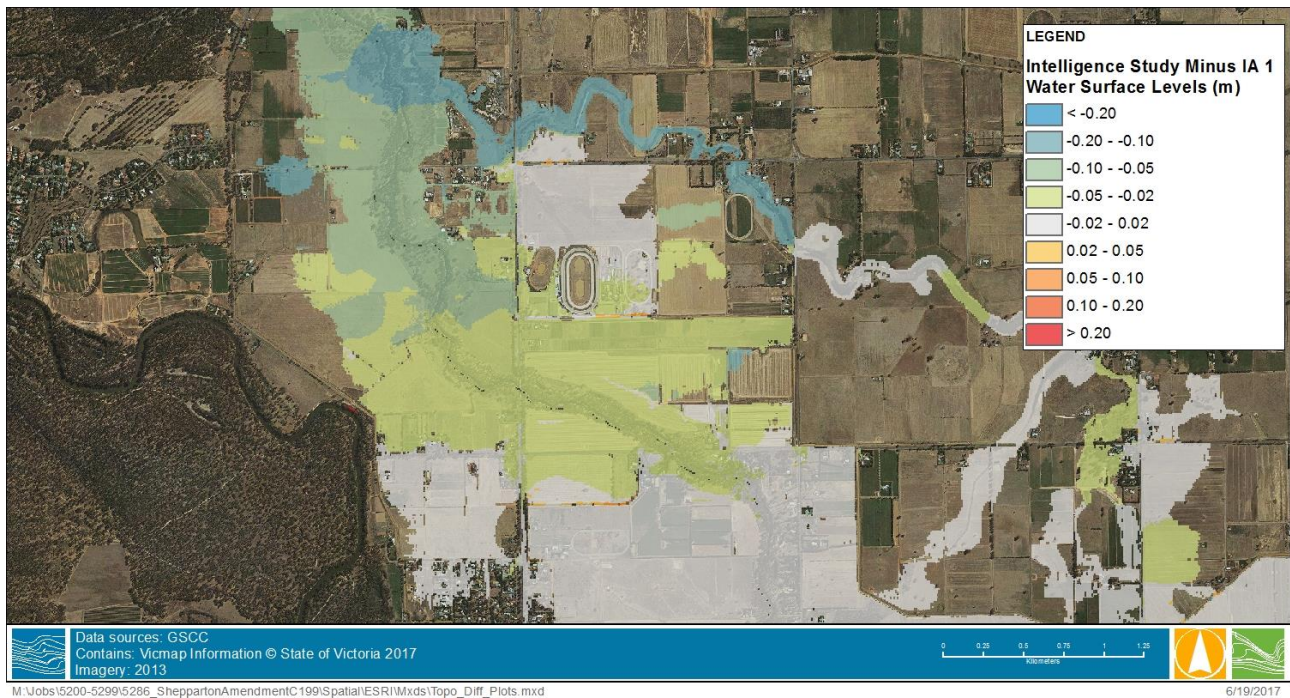 LEGEND
Intelligence Study Minus IA 1
Water Surface Levels (m)
< -0.20
-0.20 - -0.10
-0.10 - -0.05
-0.05 - -0.02
-0.02 - 0.02
0.02 - 0.05
0.05 - 0.10
0.10 - 0.20
> 0.20
Data sources: GSCC
Contains: Vicmap Information © State of Victoria 2017
Imagery: 2013
0 0.25 0.5 0.75 1 1.25
Kilometers
M:\Jobs\5200-5299\5286_SheppartonAmendmentC199\Spatial\ESRI\Mxds\Topo_Diff_Plots.mxd
6/19/2017